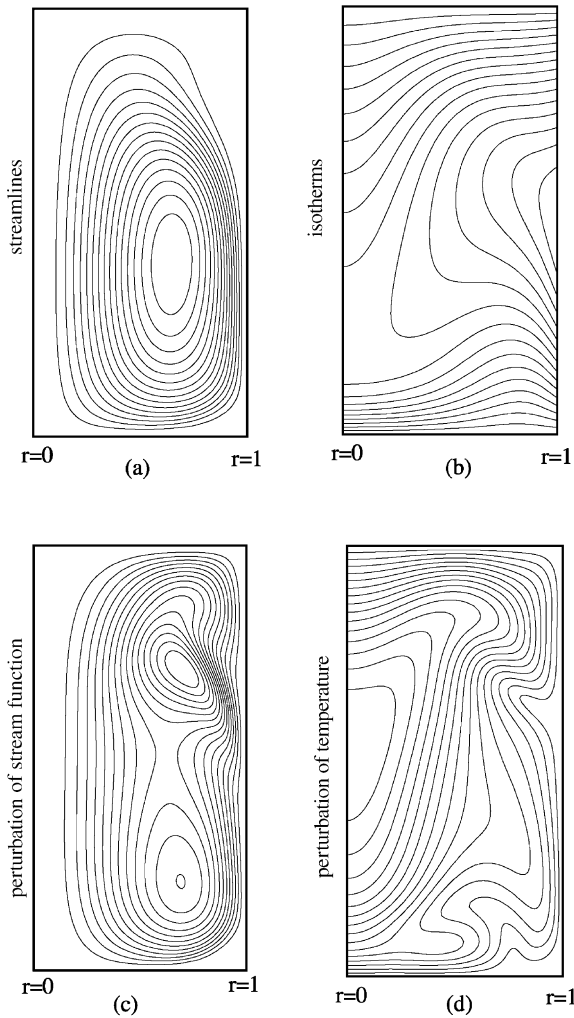 streamlines
isotherms
r=0
(a)
r=1
r=0
(b)
r=1
perturbation of stream function
perturbation of temperature
r=0
(c)
r=1
r=0
(d)
r=1